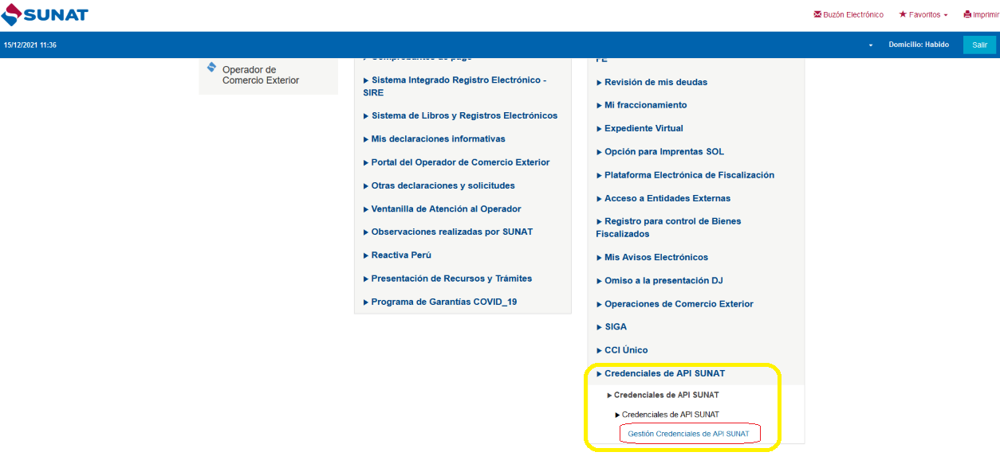 SUNAT
Buzón Electrónico
Favoritos
Imprimir
15/12/2021 11:36
Domicilio: Habido
Salir
Operador de
Comercio Exterior
Comprobantes de pago
Sistema Integrado Registro Electrónico -
SIRE
Sistema de Libros y Registros Electrónicos
Mis declaraciones informativas
Portal del Operador de Comercio Exterior
Otras declaraciones y solicitudes
Ventanilla de Atención al Operador
Observaciones realizadas por SUNAT
Reactiva Perú
Presentación de Recursos y Trámites
Programa de Garantías COVID_19
FE
Revisión de mis deudas
Mi fraccionamiento
Expediente Virtual
Opción para Imprentas SOL
Plataforma Electrónica de Fiscalización
Acceso a Entidades Externas
Registro para control de Bienes
Fiscalizados
Mis Avisos Electrónicos
Omiso a la presentación DJ
Operaciones de Comercio Exterior
SIGA
CCI Único
Credenciales de API SUNAT
Credenciales de API SUNAT
Credenciales de API SUNAT
Gestión Credenciales de API SUNAT